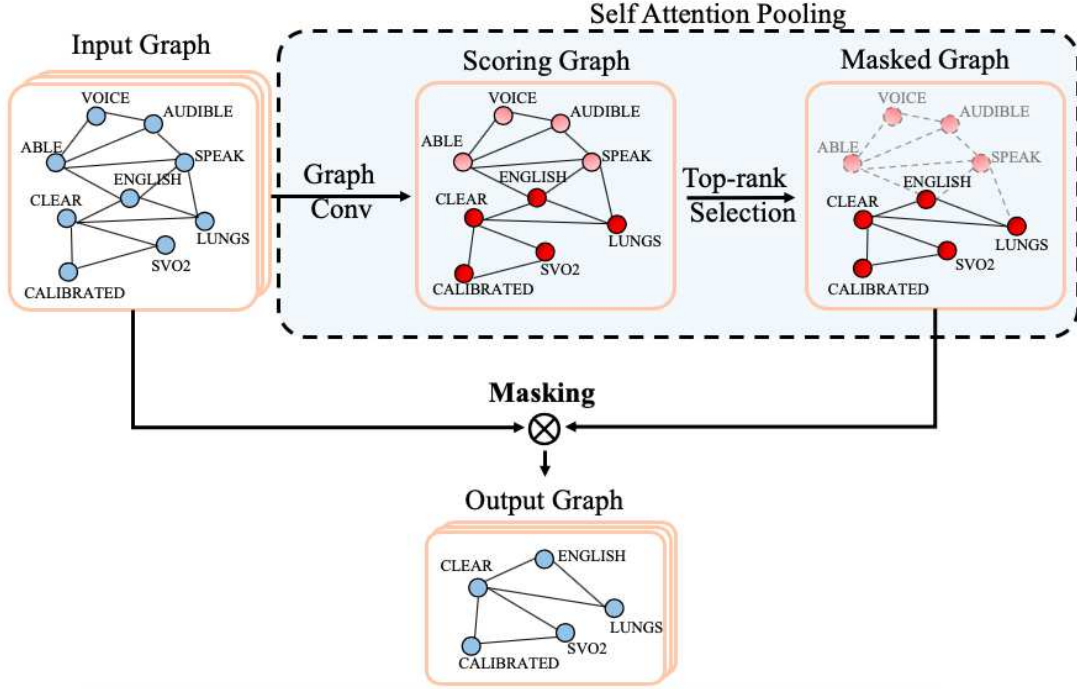 Self Attention Pooling
Input Graph
VOICE
AUDIBLE
ABLE
SPEAK
ENGLISH
CLEAR
LUNGS
SVO2
CALIBRATED
Graph
Conv
Scoring Graph
VOICE
AUDIBLE
ABLE
SPEAK
ENGLISH
CLEAR
LUNGS
SVO2
CALIBRATED
Top-rank
Selection
Masked Graph
VOICE
AUDIBLE
ABLE
SPEAK
ENGLISH
CLEAR
LUNGS
SVO2
CALIBRATED
Masking
Output Graph
ENGLISH
CLEAR
LUNGS
SVO2
CALIBRATED